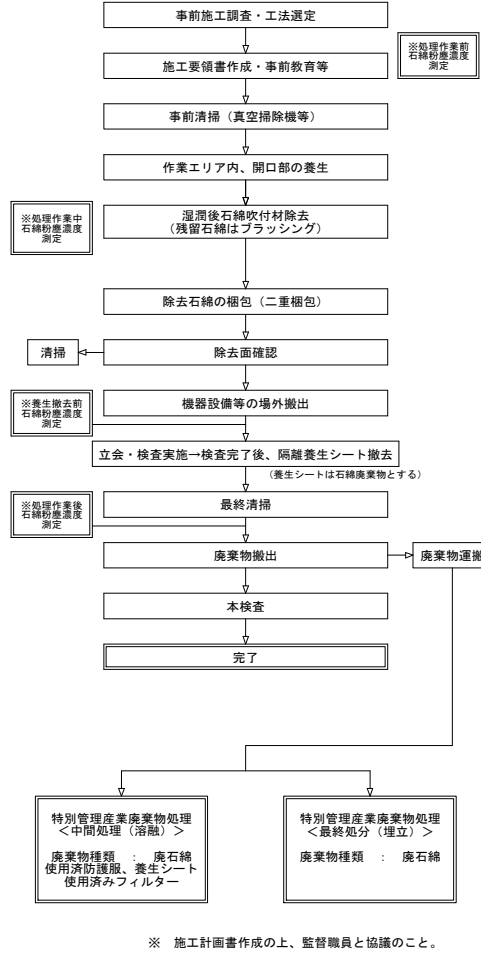 事前施工調査・工法選定
※処理作業前
石綿粉塵濃度
測定
施工要領書作成・事前教育等
事前清掃（真空掃除機等）
作業エリア内、開口部の養生
※処理作業中
石綿粉塵濃度
測定
湿潤後石綿吹付材除去
(残留石綿はブラッシング)
除去石綿の梱包（二重梱包）
清掃
除去面確認
※養生撤去前
石綿粉塵濃度
測定
機器設備等の場外搬出
立会・検査実施→検査完了後、隔離養生シート撤去
(養生シートは石綿廃棄物とする)
※処理作業後
石綿粉塵濃度
測定
最終清掃
廃棄物搬出
廃棄物運搬
本検査
完了
特別管理産業廃棄物処理
＜中間処理（溶融）＞
廃棄物種類 ： 廃石綿
使用済防護服、養生シート
使用済みフィルター
特別管理産業廃棄物処理
＜最終処分（埋立）＞
廃棄物種類 ： 廃石綿
※ 施工計画書作成の上、監督職員と協議のこと。